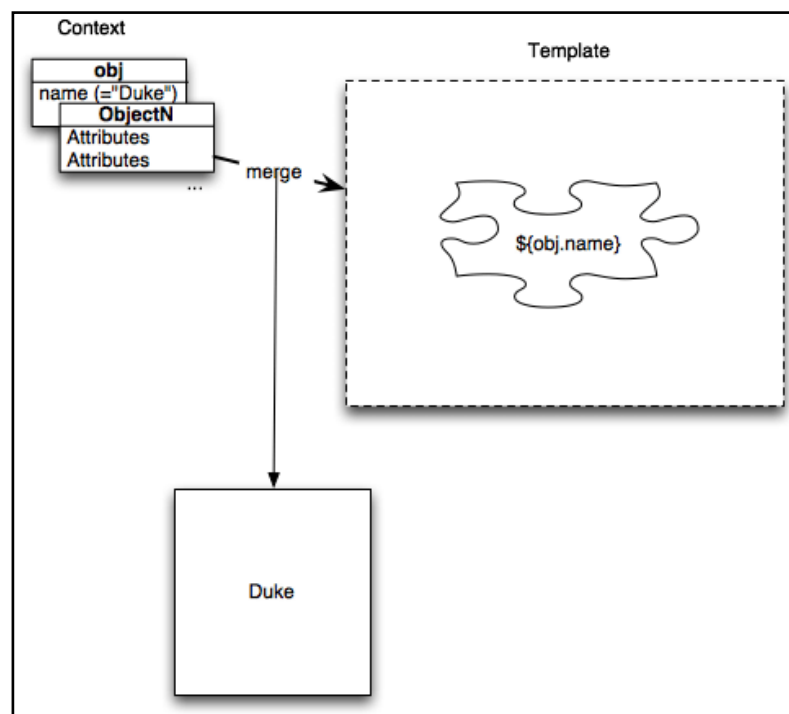 Context
Template
obj
name (="Duke")
ObjectN
Attributes
Attributes
...
merge
${obj.name}
Duke